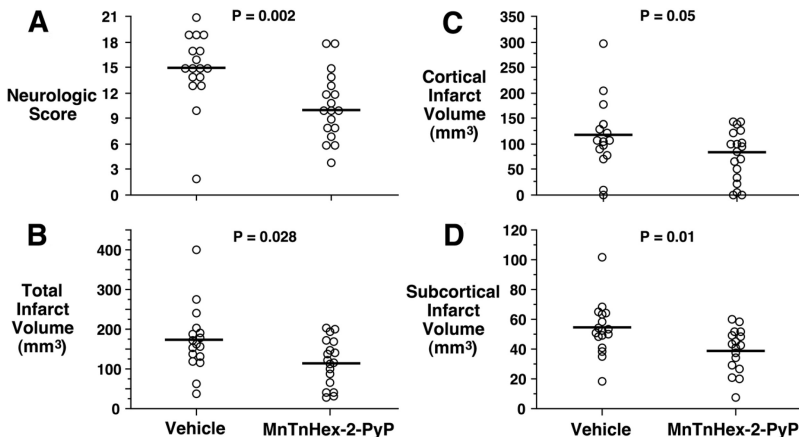 A
P = 0.002
21
18
15
12
9
6
3
0
Neurologic
Score
B
P = 0.028
400
300
200
100
0
Total
Infarct
Volume
(mm³)
Vehicle
MnTnHex-2-PyP
C
P = 0.05
350
300
250
200
150
100
50
0
Cortical
Infarct
Volume
(mm³)
D
P = 0.01
120
100
80
60
40
20
0
Subcortical
Infarct
Volume
(mm³)
Vehicle
MnTnHex-2-PyP